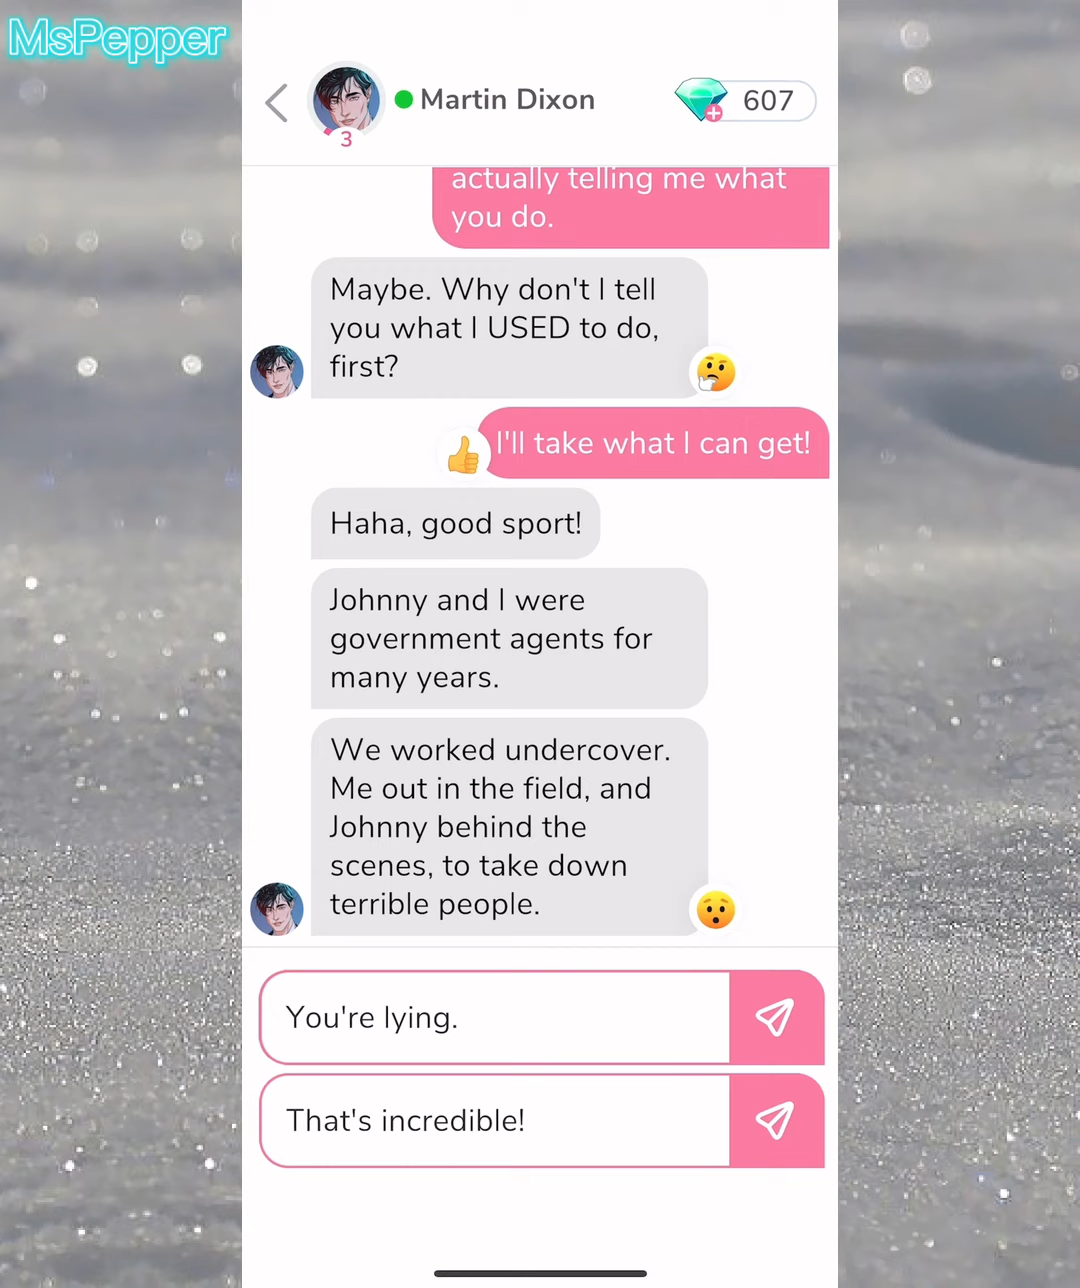 MsPepper
Martin Dixon
607
3
actually telling me what
you do.
Maybe. Why don't I tell
you what I USED to do,
first?
I'll take what I can get!
Haha, good sport!
Johnny and I were
government agents for
many years.
We worked undercover.
Me out in the field, and
Johnny behind the
scenes, to take down
terrible people.
You're lying.
That's incredible!